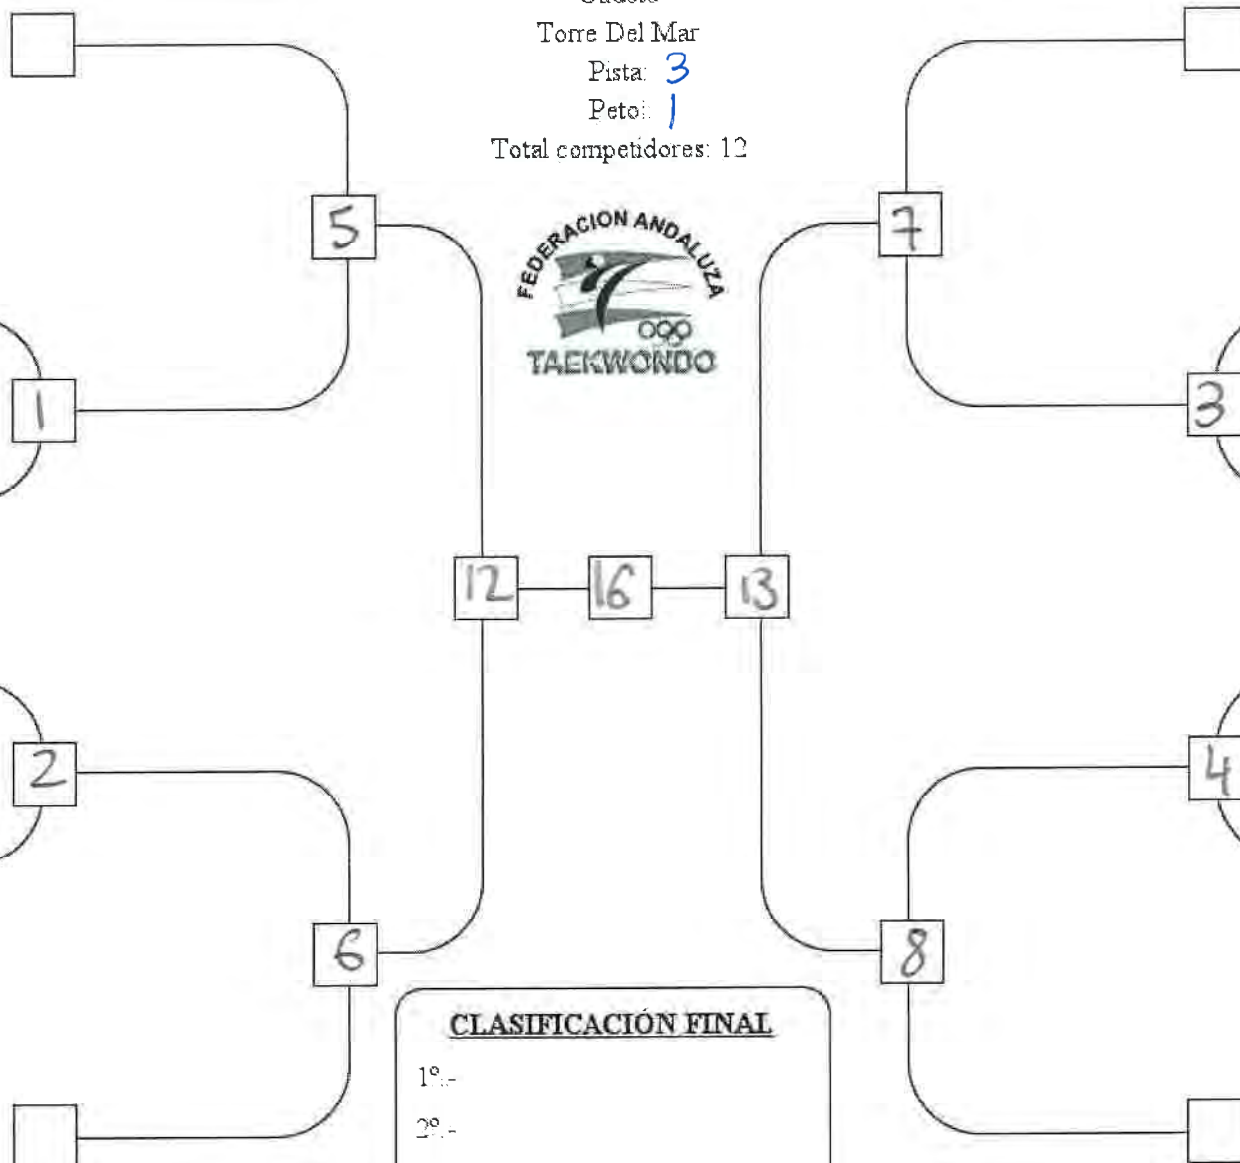 Torre Del Mar
Pista: 3
Peto: 1
Total competidores: 12
FEDERACION ANDALUZA
TAEKWONDO
5
7
1
3
12
16
13
2
4
6
8
CLASIFICACIÓN FINAL
1º.-
2º.-